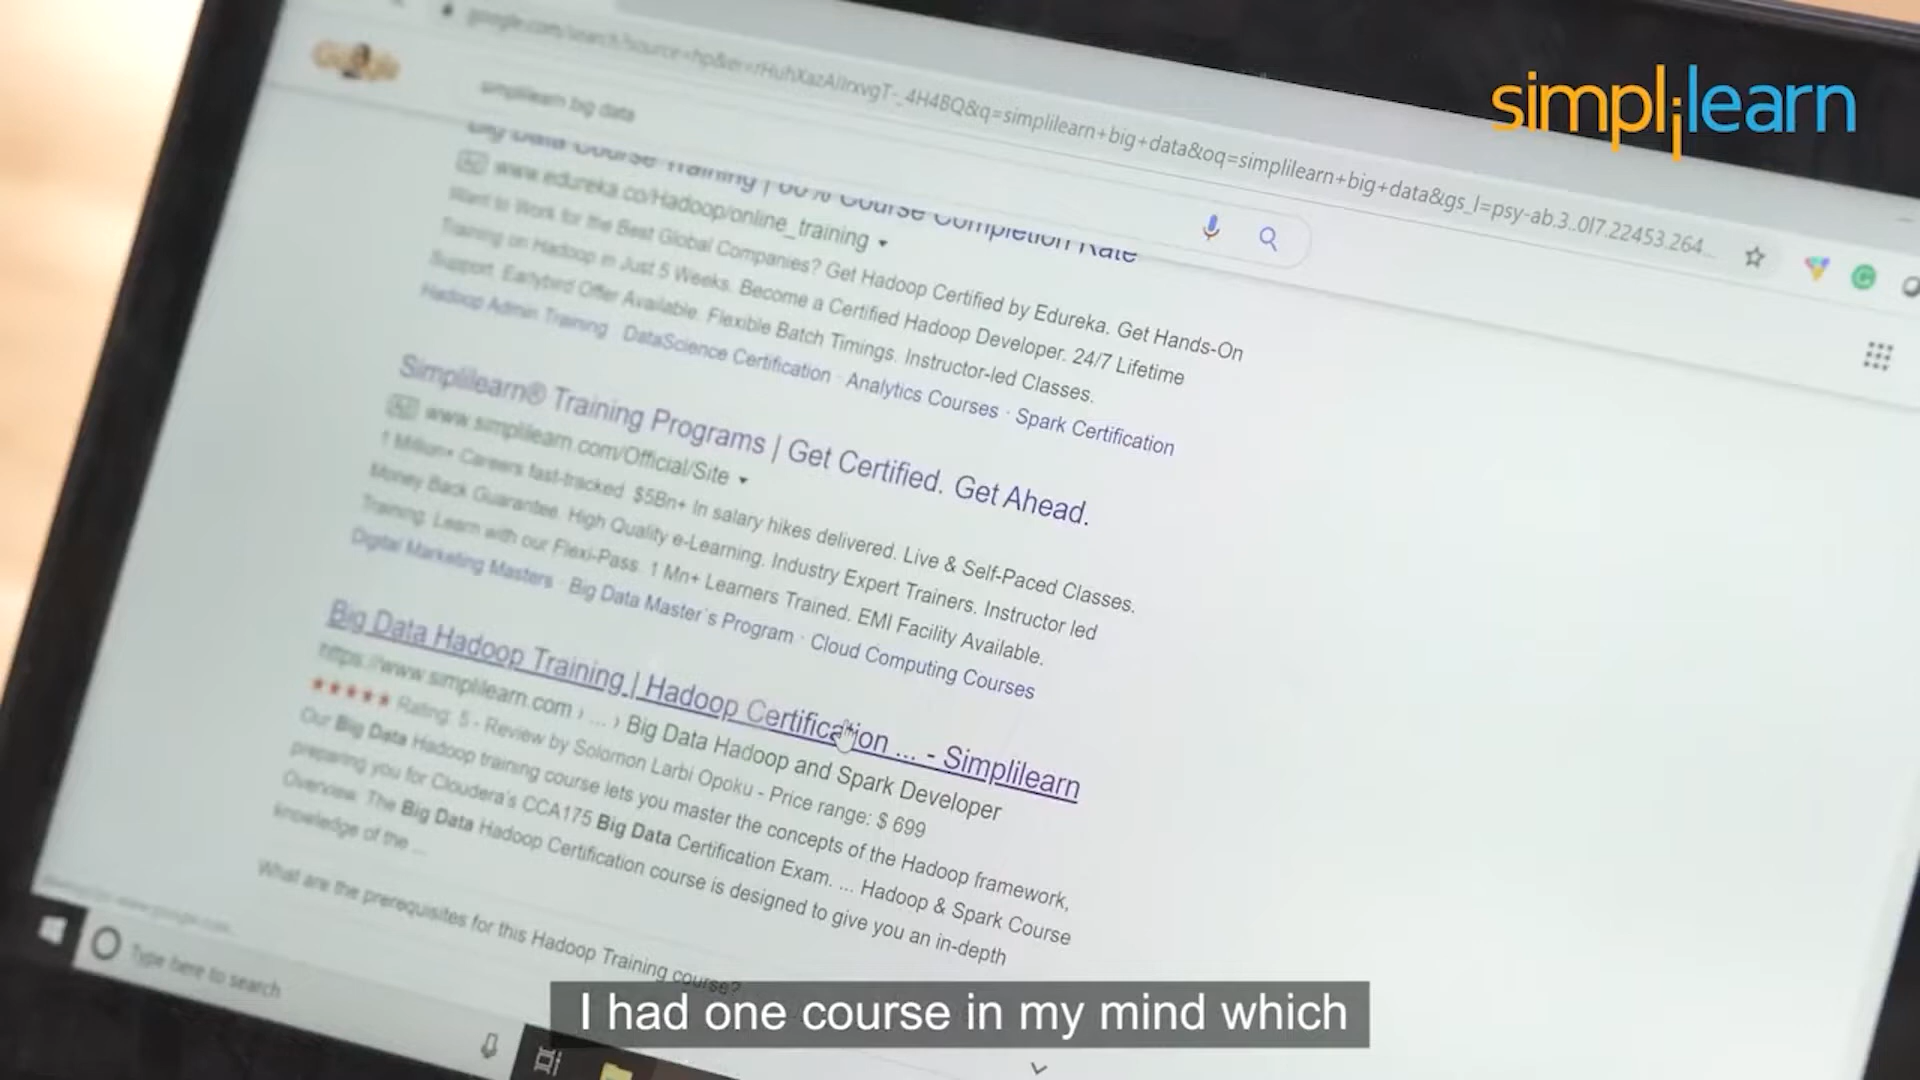 google.com/search?source=hp&ei=rHuhXazAIIrxvgT-_4H4BQ&q=simplilearn+big+data&oq=simplilearn+big+data&gs_l=psy-ab.3..0l7.22453.264...
simplilearn
Google
simplilearn big data
Big Data Course Training | 60% Course Completion Rate
Ad www.edureka.co/Hadoop/online_training
Want to Work for the Best Global Companies? Get Hadoop Certified by Edureka. Get Hands-On
Training on Hadoop in Just 5 Weeks. Become a Certified Hadoop Developer. 24/7 Lifetime
Support. Earlybird Offer Available. Flexible Batch Timings. Instructor-led Classes.
Hadoop Admin Training · DataScience Certification · Analytics Courses · Spark Certification
Simplilearn® Training Programs | Get Certified. Get Ahead.
Ad www.simplilearn.com/Official/Site
1 Million+ Careers fast-tracked. $5Bn+ In salary hikes delivered. Live & Self-Paced Classes.
Money Back Guarantee. High Quality e-Learning. Industry Expert Trainers. Instructor led
Training. Learn with our Flexi-Pass. 1 Mn+ Learners Trained. EMI Facility Available.
Digital Marketing Masters · Big Data Master's Program · Cloud Computing Courses
Big Data Hadoop Training | Hadoop Certification ... - Simplilearn
https://www.simplilearn.com › ... › Big Data Hadoop and Spark Developer
★★★★★ Rating: 5 - Review by Solomon Larbi Opoku - Price range: $ 699
Our Big Data Hadoop training course lets you master the concepts of the Hadoop framework,
preparing you for Cloudera's CCA175 Big Data Certification Exam. ... Hadoop & Spark Course
Overview. The Big Data Hadoop Certification course is designed to give you an in-depth
knowledge of the ...
What are the prerequisites for this Hadoop Training course?
Type here to search
I had one course in my mind which